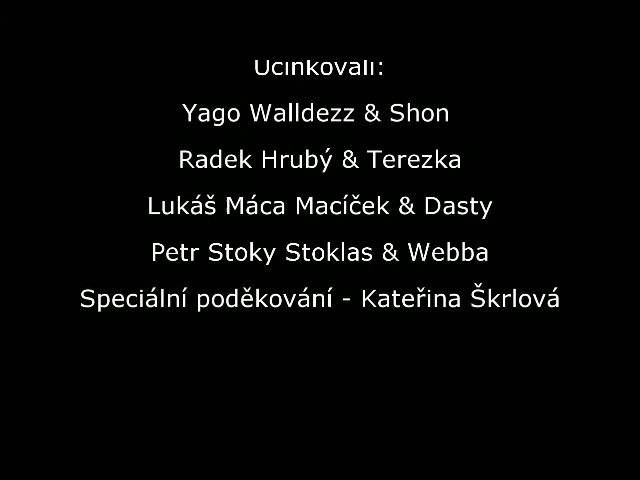 Účinkovali:
Yago Walldezz & Shon
Radek Hrubý & Terezka
Lukáš Máca Macíček & Dasty
Petr Stoky Stoklas & Webba
Speciální poděkování - Kateřina Škrlová